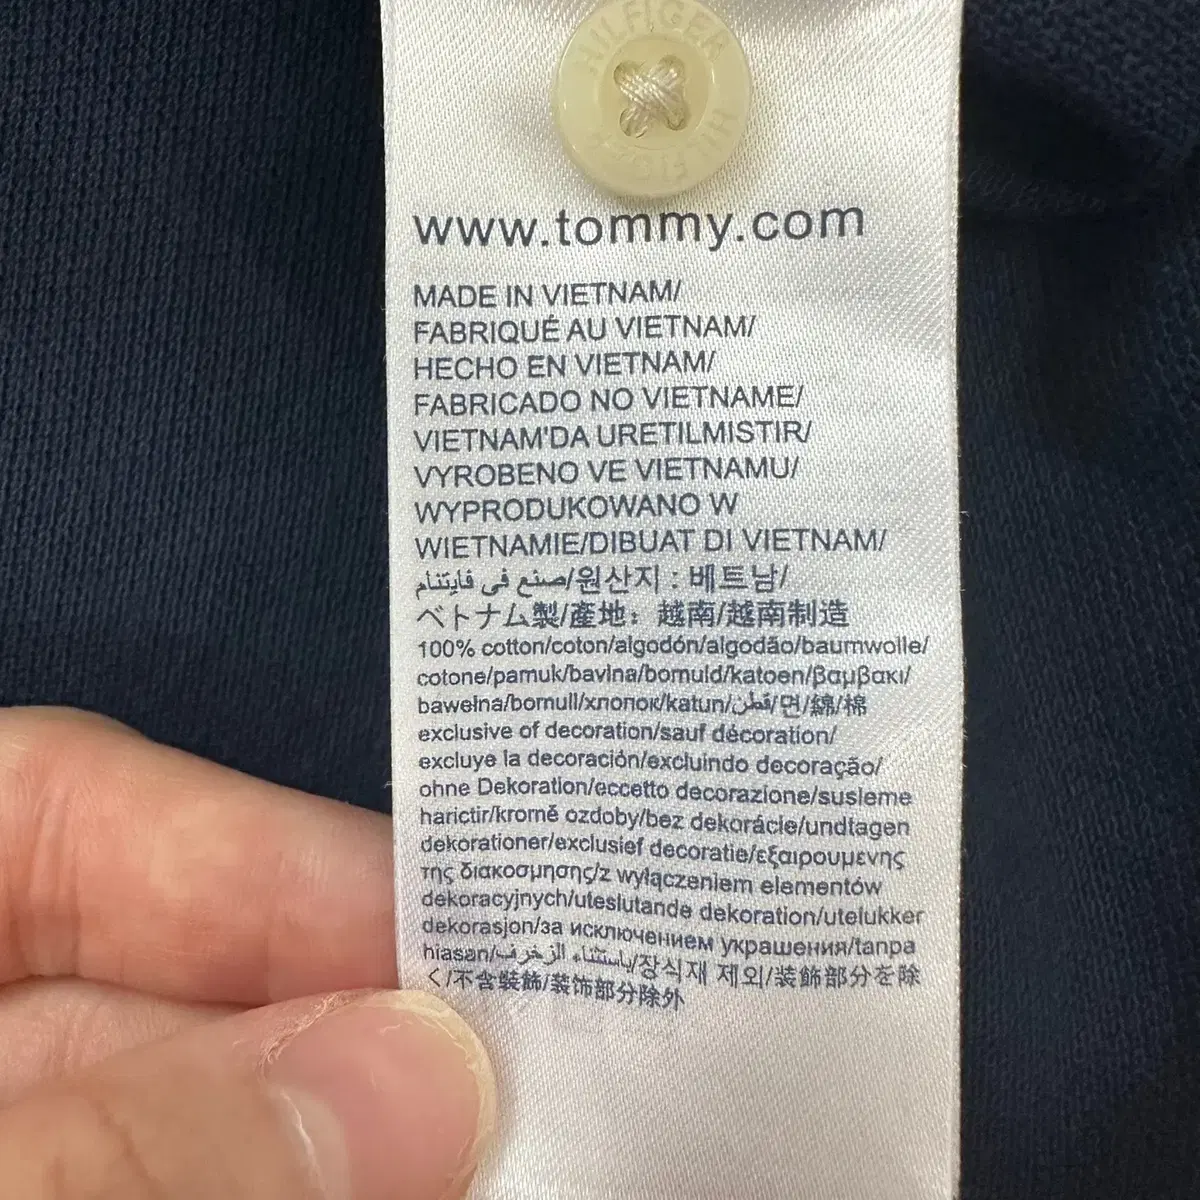 HILFIGER
www.tommy.com
MADE IN VIETNAM/
FABRIQUÉ AU VIETNAM/
HECHO EN VIETNAM/
FABRICADO NO VIETNAME/
VIETNAM'DA URETILMISTIR/
VYROBENO VE VIETNAMU/
WYPRODUKOWANO W
WIETNAMIE/DIBUAT DI VIETNAM/
صنع في فايتنام/원산지 : 베트남/
ベトナム製/產地：越南/越南制造
100% cotton/coton/algodón/algodão/baumwolle/
cotone/pamuk/bavlna/bomuld/katoen/βαμβακι/
bawełna/bomull/хлопок/katun/قطن/면/綿/棉
exclusive of decoration/sauf décoration/
excluye la decoración/excluindo decoração/
ohne Dekoration/eccetto decorazione/susleme
harictir/kromě ozdoby/bez dekorácie/undtagen
dekorationer/exclusief decoratie/εξαιρουμενης
της διακοσμησης/z wyłączeniem elementów
dekoracyjnych/uteslutande dekoration/utelukker
dekorasjon/за исключением украшения/tanpa
hiasan/باستثناء الزخرف/장식재 제외/装飾部分を除
く/不含裝飾/装饰部分除外